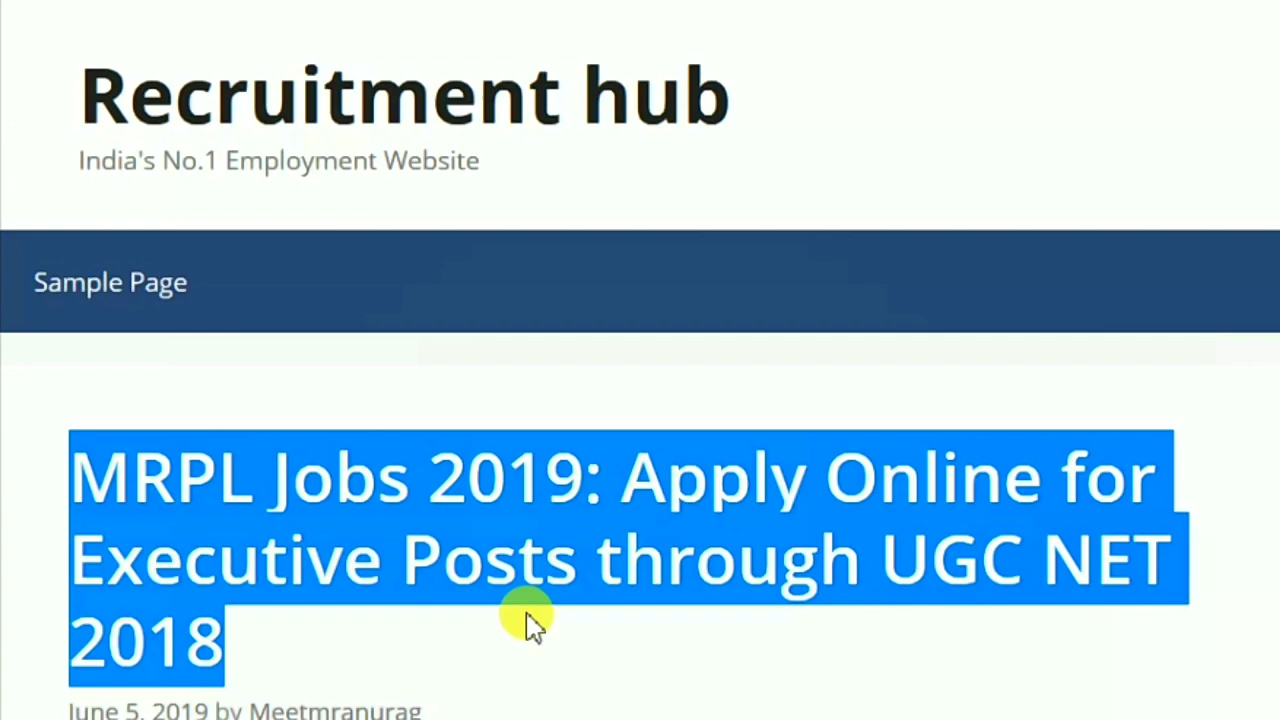 Recruitment hub
India's No.1 Employment Website
Sample Page
MRPL Jobs 2019: Apply Online for
Executive Posts through UGC NET
2018
June 5, 2019 by Meetmranurag